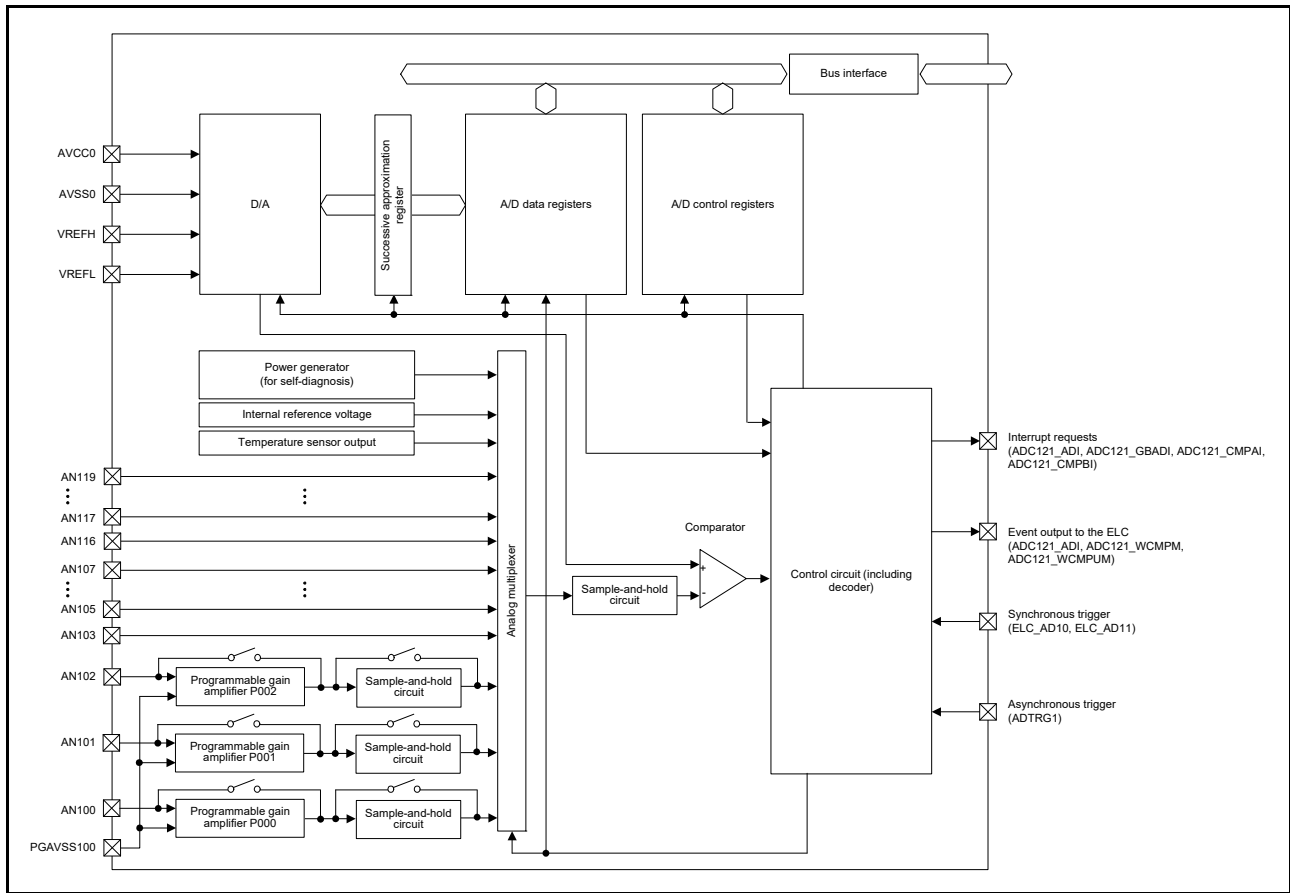 Bus interface
AVCC0
AVSS0
VREFH
VREFL
D/A
Successive approximation
register
A/D data registers
A/D control registers
Power generator
(for self-diagnosis)
Internal reference voltage
Temperature sensor output
AN119
AN117
AN116
AN107
AN105
AN103
AN102
AN101
AN100
PGAVSS100
Programmable gain
amplifier P002
Sample-and-hold
circuit
Programmable gain
amplifier P001
Sample-and-hold
circuit
Programmable gain
amplifier P000
Sample-and-hold
circuit
Analog multiplexer
Sample-and-hold
circuit
Comparator
+
-
Control circuit (including
decoder)
Interrupt requests
(ADC121_ADI, ADC121_GBADI, ADC121_CMPAI,
ADC121_CMPBI)
Event output to the ELC
(ADC121_ADI, ADC121_WCMPM,
ADC121_WCMPUM)
Synchronous trigger
(ELC_AD10, ELC_AD11)
Asynchronous trigger
(ADTRG1)